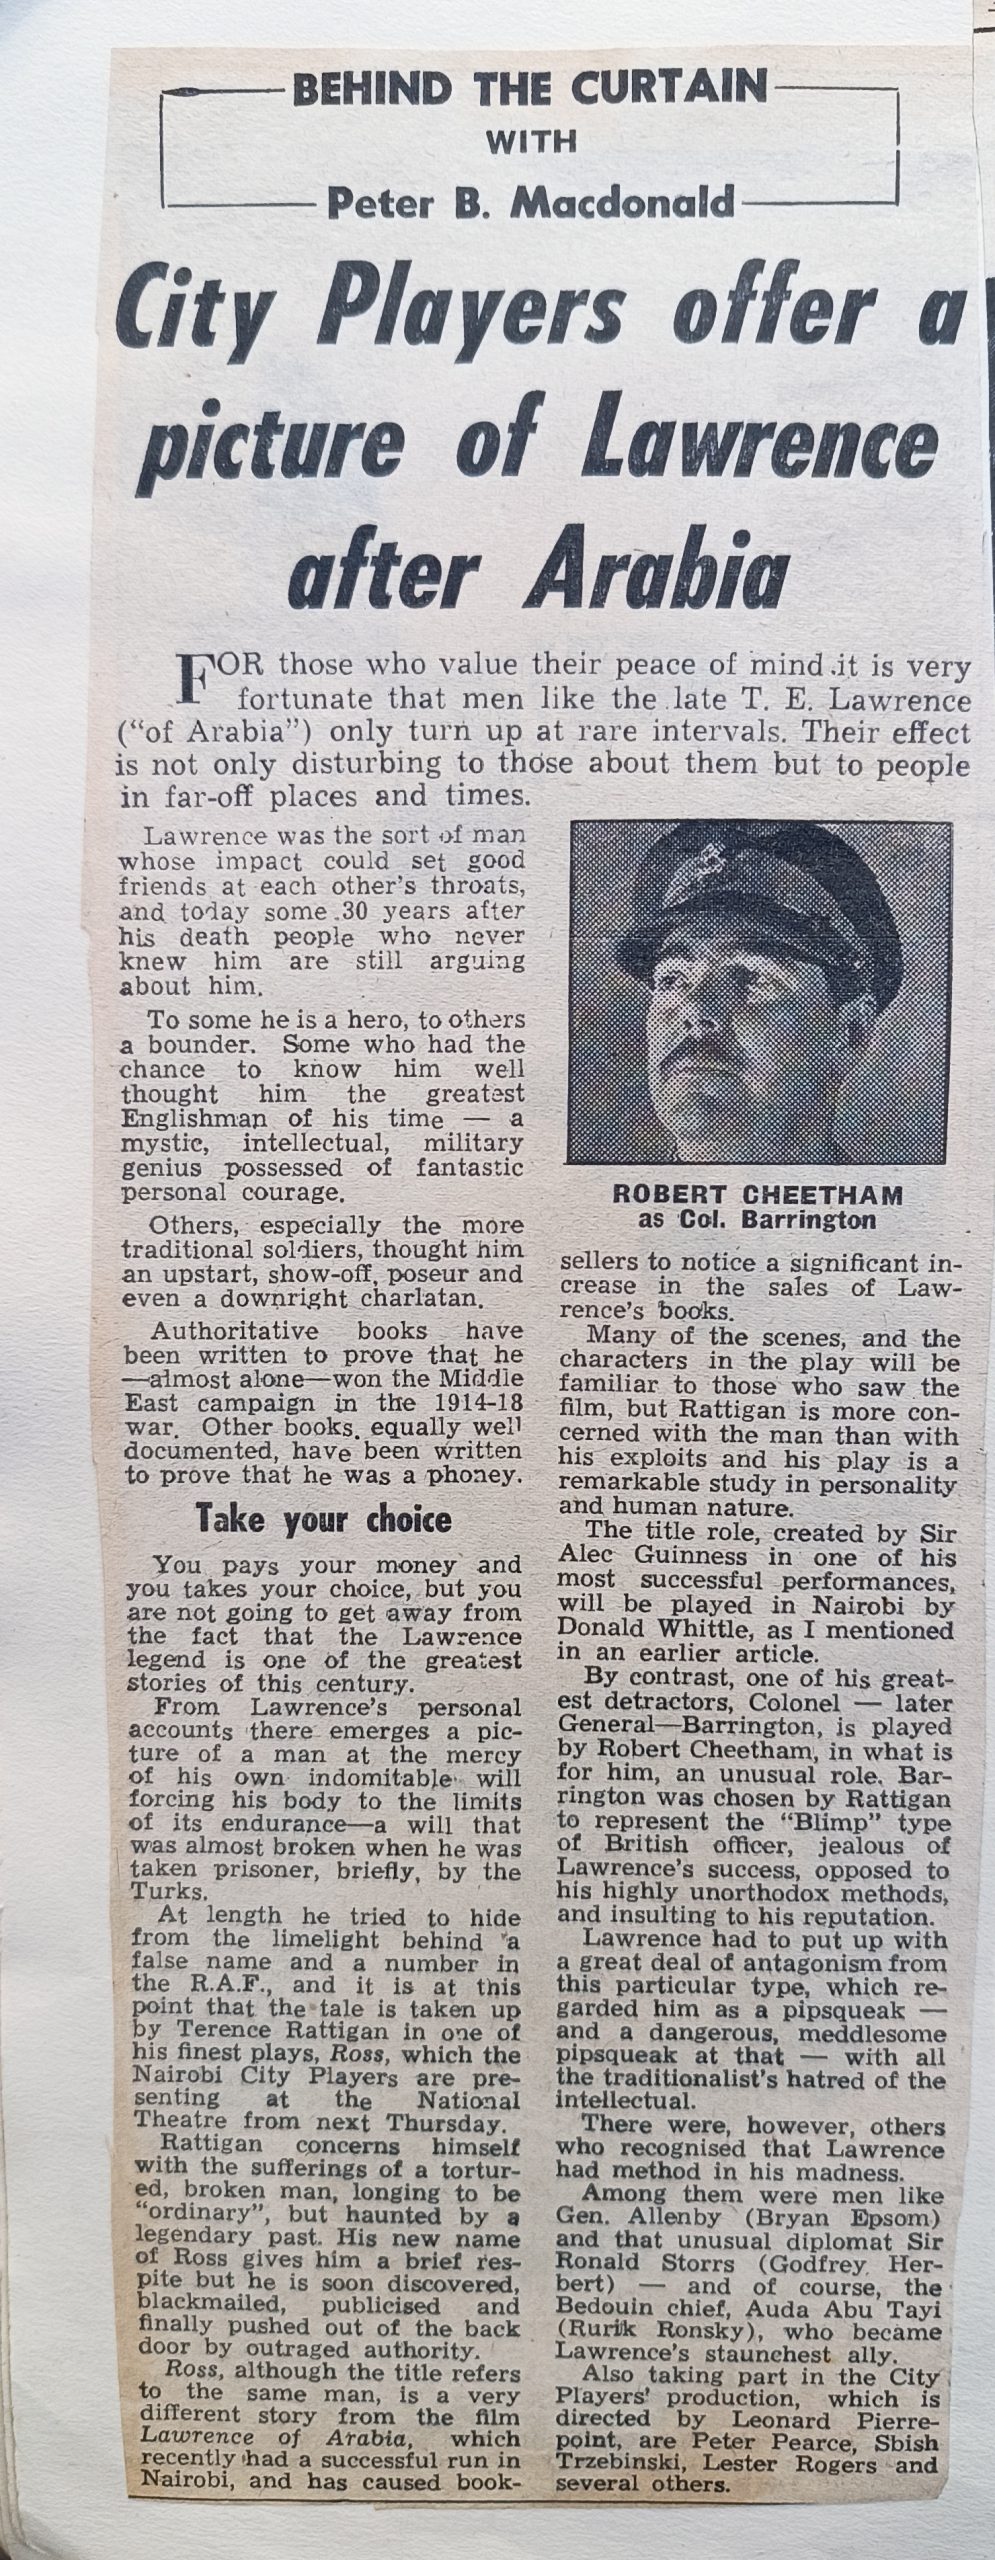 BEHIND THE CURTAIN
WITH
Peter B. Macdonald
City Players offer a
picture of Lawrence
after Arabia
FOR those who value their peace of mind it is very
fortunate that men like the late T. E. Lawrence
("of Arabia") only turn up at rare intervals. Their effect
is not only disturbing to those about them but to people
in far-off places and times.
Lawrence was the sort of man
whose impact could set good
friends at each other's throats,
and today some 30 years after
his death people who never
knew him are still arguing
about him.
To some he is a hero, to others
a bounder. Some who had the
chance to know him well
thought him the greatest
Englishman of his time — a
mystic, intellectual, military
genius possessed of fantastic
personal courage.
Others, especially the more
traditional soldiers, thought him
an upstart, show-off, poseur and
even a downright charlatan.
Authoritative books have
been written to prove that he
—almost alone—won the Middle
East campaign in the 1914-18
war. Other books, equally well
documented, have been written
to prove that he was a phoney.
Take your choice
You pays your money and
you takes your choice, but you
are not going to get away from
the fact that the Lawrence
legend is one of the greatest
stories of this century.
From Lawrence's personal
accounts there emerges a pic-
ture of a man at the mercy
of his own indomitable will
forcing his body to the limits
of its endurance—a will that
was almost broken when he was
taken prisoner, briefly, by the
Turks.
At length he tried to hide
from the limelight behind a
false name and a number in
the R.A.F., and it is at this
point that the tale is taken up
by Terence Rattigan in one of
his finest plays, Ross, which the
Nairobi City Players are pre-
senting at the National
Theatre from next Thursday.
Rattigan concerns himself
with the sufferings of a tortur-
ed, broken man, longing to be
"ordinary", but haunted by a
legendary past. His new name
of Ross gives him a brief res-
pite but he is soon discovered,
blackmailed, publicised and
finally pushed out of the back
door by outraged authority.
Ross, although the title refers
to the same man, is a very
different story from the film
Lawrence of Arabia, which
recently had a successful run in
Nairobi, and has caused book-
ROBERT CHEETHAM
as Col. Barrington
sellers to notice a significant in-
crease in the sales of Law-
rence's books.
Many of the scenes, and the
characters in the play will be
familiar to those who saw the
film, but Rattigan is more con-
cerned with the man than with
his exploits and his play is a
remarkable study in personality
and human nature.
The title role, created by Sir
Alec Guinness in one of his
most successful performances,
will be played in Nairobi by
Donald Whittle, as I mentioned
in an earlier article.
By contrast, one of his great-
est detractors, Colonel — later
General—Barrington, is played
by Robert Cheetham, in what is
for him, an unusual role. Bar-
rington was chosen by Rattigan
to represent the "Blimp" type
of British officer, jealous of
Lawrence's success, opposed to
his highly unorthodox methods,
and insulting to his reputation.
Lawrence had to put up with
a great deal of antagonism from
this particular type, which re-
garded him as a pipsqueak —
and a dangerous, meddlesome
pipsqueak at that — with all
the traditionalist's hatred of the
intellectual.
There were, however, others
who recognised that Lawrence
had method in his madness.
Among them were men like
Gen. Allenby (Bryan Epsom)
and that unusual diplomat Sir
Ronald Storrs (Godfrey Her-
bert) — and of course, the
Bedouin chief, Auda Abu Tayi
(Rurik Ronsky), who became
Lawrence's staunchest ally.
Also taking part in the City
Players' production, which is
directed by Leonard Pierre-
point, are Peter Pearce, Sbish
Trzebinski, Lester Rogers and
several others.